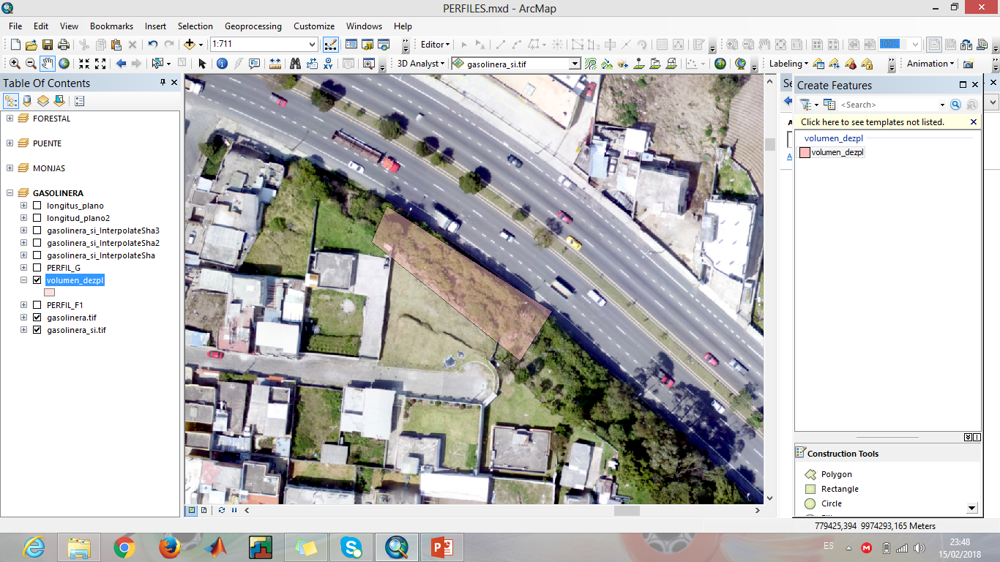 PERFILES.mxd - ArcMap
File Edit View Bookmarks Insert Selection Geoprocessing Customize Windows Help
1:711
Editor
100%
3D Analyst
gasolinera_si.tif
Labeling
Animation
Table Of Contents
FORESTAL
PUENTE
MONJAS
GASOLINERA
longitus_plano
longitud_plano2
gasolinera_si_InterpolateSha3
gasolinera_si_InterpolateSha2
gasolinera_si_InterpolateSha
PERFIL_G
volumen_dezpl
PERFIL_F1
gasolinera.tif
gasolinera_si.tif
Se
Create Features
<Search>
Click here to see templates not listed.
volumen_dezpl
volumen_dezpl
Construction Tools
Polygon
Rectangle
Circle
779425,394 9974293,165 Meters
ES
23:48
15/02/2018